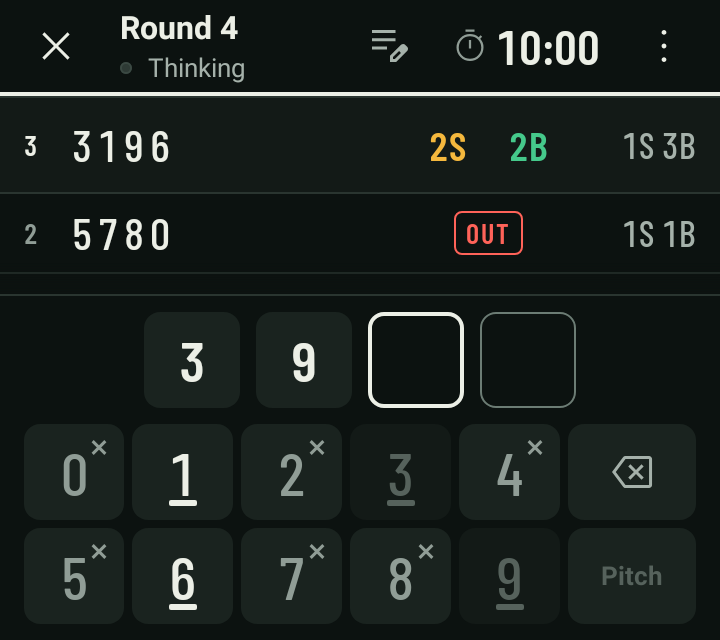 Round 4
Thinking
10:00
3 3196 2S 2B 1S 3B
2 5780 OUT 1S 1B
3 9
0 1 2 3 4
5 6 7 8 9 Pitch